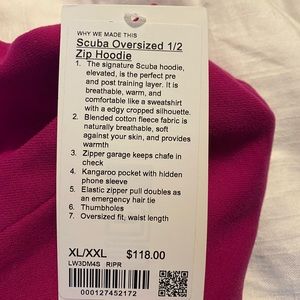 WHY WE MADE THIS
Scuba Oversized 1/2
Zip Hoodie
1. The signature Scuba hoodie,
elevated, is the perfect pre
and post training layer. It is
breathable, warm, and
comfortable like a sweatshirt
with a edgy cropped silhouette.
2. Blended cotton fleece fabric is
naturally breathable, soft
against your skin, and provides
warmth
3. Zipper garage keeps chafe in
check
4. Kangaroo pocket with hidden
phone sleeve
5. Elastic zipper pull doubles as
an emergency hair tie
6. Thumbholes
7. Oversized fit, waist length
XL/XXL $118.00
LW3DM4S RIPR
000127452172